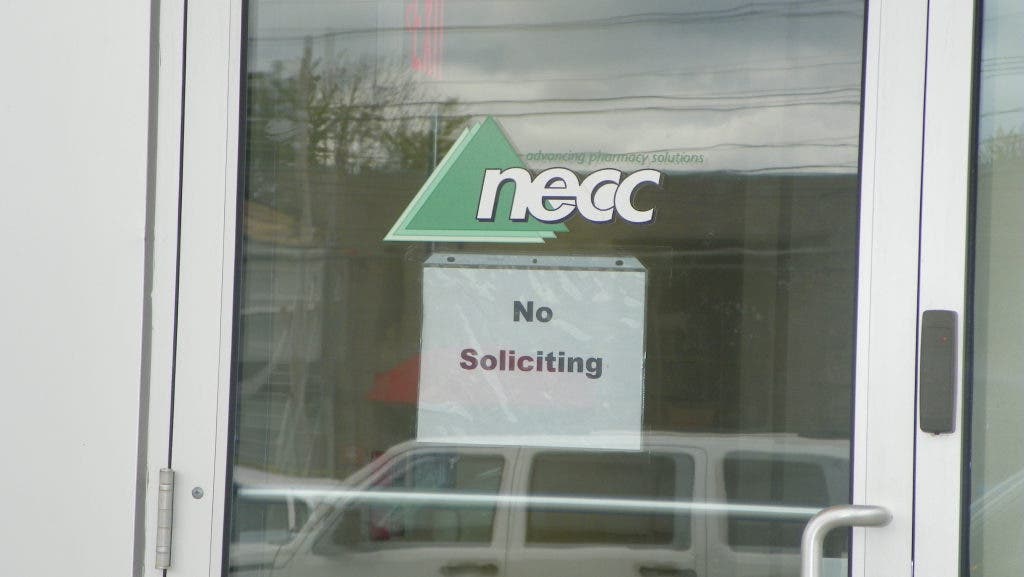 advancing pharmacy solutions
necc
No
Soliciting